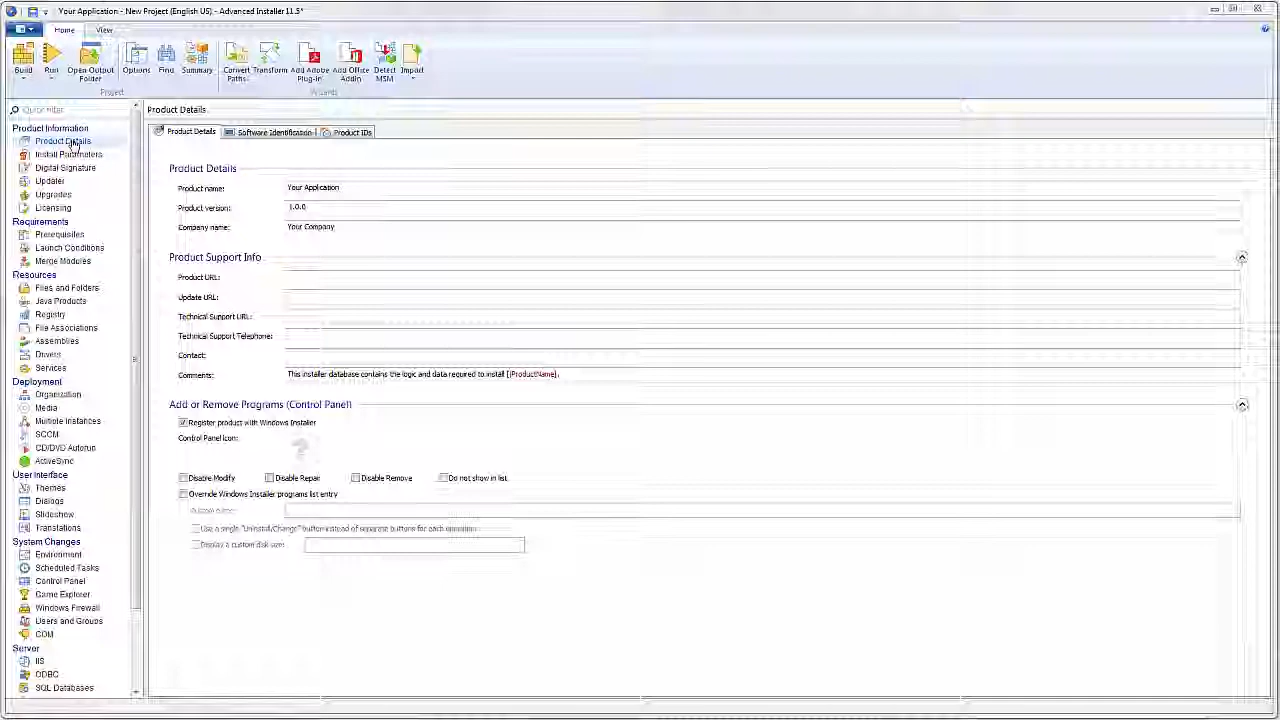 Your Application - New Project (English US) - Advanced Installer 11.5*
Home View
Build Run Open Output Folder Options Find Summary Convert Paths Transform Add Adobe Plug-In Add Office Addin Detect MSM Import
Project Wizards
Quick Filter
Product Information
Product Details
Install Parameters
Digital Signature
Updater
Upgrades
Licensing
Requirements
Prerequisites
Launch Conditions
Merge Modules
Resources
Files and Folders
Java Products
Registry
File Associations
Assemblies
Drivers
Services
Deployment
Organization
Media
Multiple Instances
SCCM
CD/DVD Autorun
ActiveSync
User Interface
Themes
Dialogs
Slideshow
Translations
System Changes
Environment
Scheduled Tasks
Control Panel
Game Explorer
Windows Firewall
Users and Groups
COM
Server
IIS
ODBC
SQL Databases
Product Details
Product Details Software Identification Product IDs
Product Details
Product name: Your Application
Product version: 1.0.0
Company name: Your Company
Product Support Info
Product URL:
Update URL:
Technical Support URL:
Technical Support Telephone:
Contact:
Comments: This installer database contains the logic and data required to install [|ProductName].
Add or Remove Programs (Control Panel)
Register product with Windows Installer
Control Panel icon:
Disable Modify Disable Repair Disable Remove Do not show in list
Override Windows Installer programs list entry
Custom name:
Use a single "Uninstall/Change" button instead of separate buttons for each operation
Display a custom disk size: